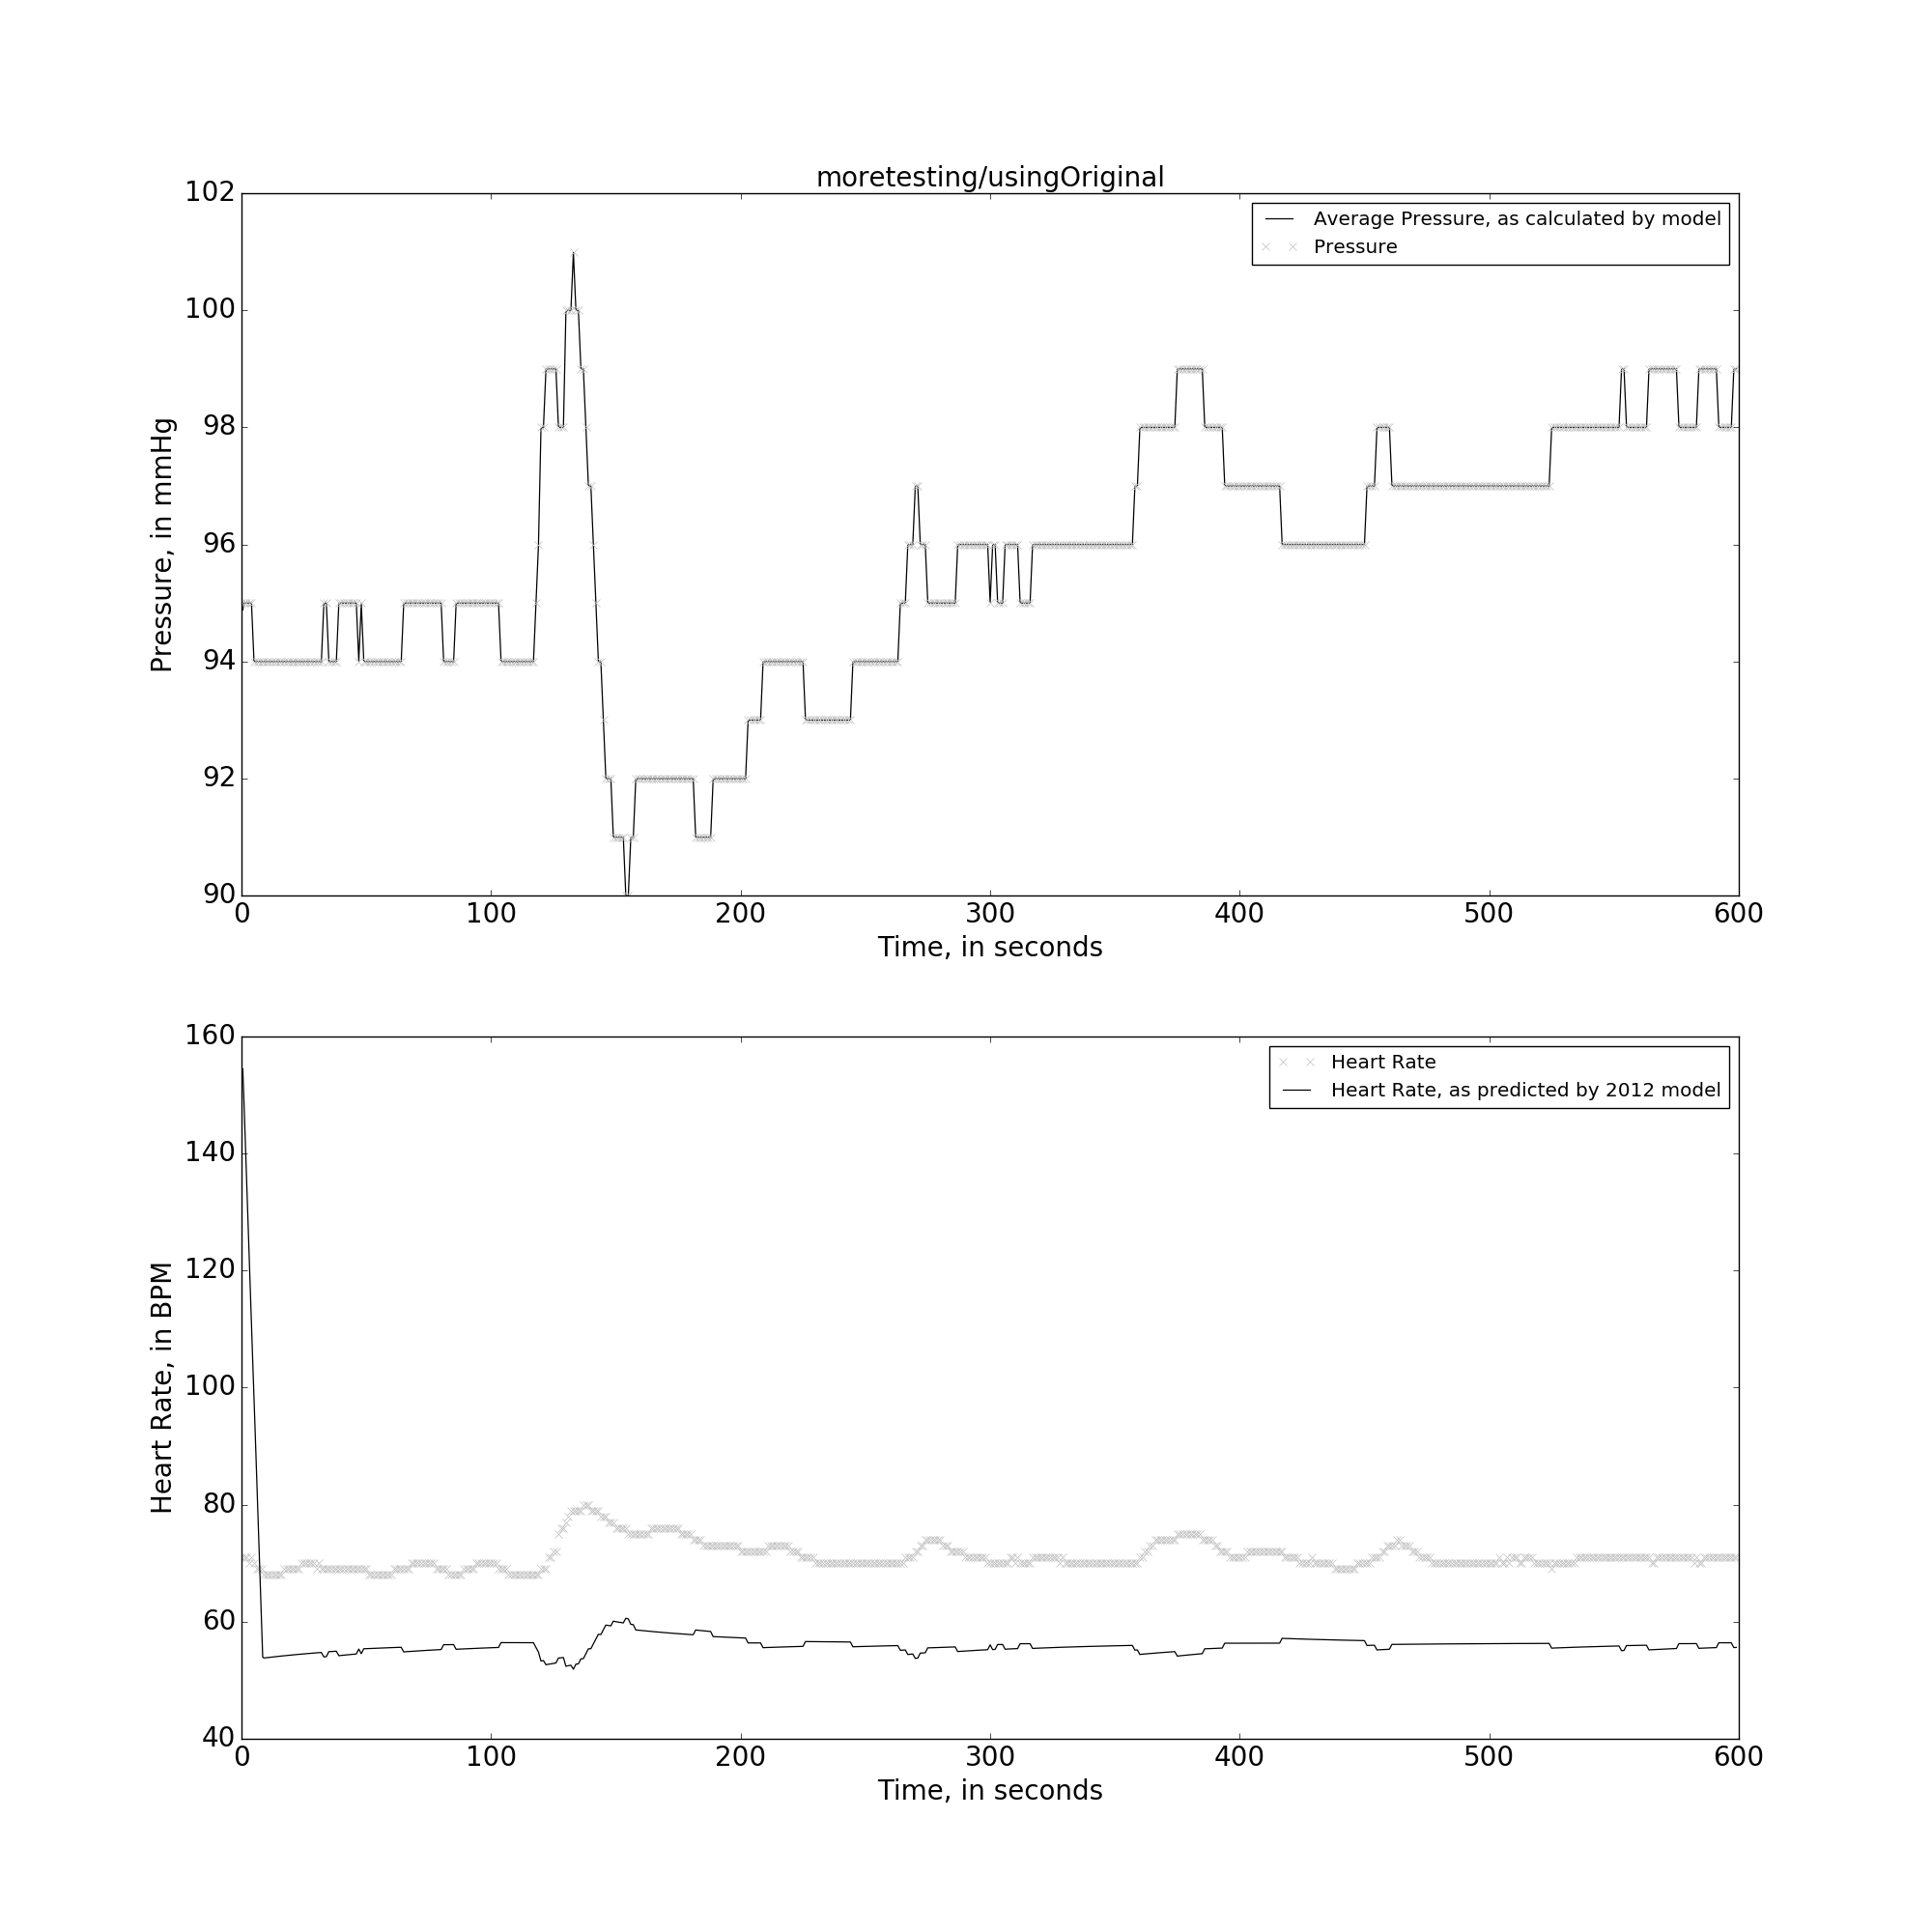 moretesting/usingOriginal
102
100
98
96
94
92
90
Pressure, in mmHg
Average Pressure, as calculated by model
Pressure
0 100 200 300 400 500 600
Time, in seconds
160
140
120
100
80
60
40
Heart Rate, in BPM
Heart Rate
Heart Rate, as predicted by 2012 model
0 100 200 300 400 500 600
Time, in seconds